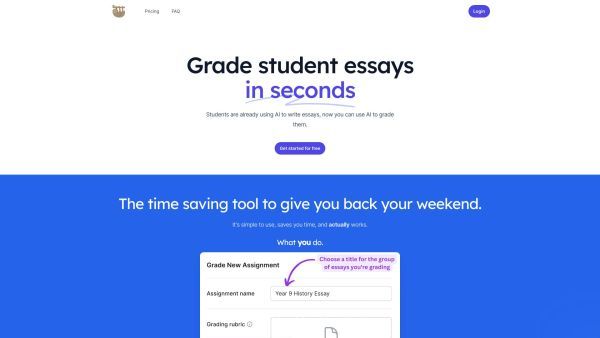 Pricing FAQ Login
Grade student essays
in seconds
Students are already using AI to write essays, now you can use AI to grade
them.
Get started for free
The time saving tool to give you back your weekend.
It's simple to use, saves you time, and actually works.
What you do.
Grade New Assignment
Choose a title for the group
of essays you're grading
Assignment name
Year 9 History Essay
Grading rubric